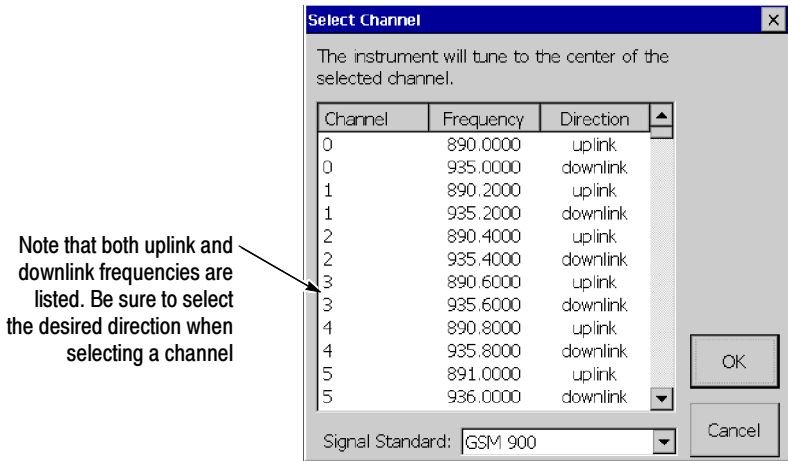 Select Channel
The instrument will tune to the center of the
selected channel.
Channel Frequency Direction
0 890.0000 uplink
0 935.0000 downlink
1 890.2000 uplink
1 935.2000 downlink
2 890.4000 uplink
2 935.4000 downlink
3 890.6000 uplink
3 935.6000 downlink
4 890.8000 uplink
4 935.8000 downlink
5 891.0000 uplink
5 936.0000 downlink
Note that both uplink and
downlink frequencies are
listed. Be sure to select
the desired direction when
selecting a channel
OK
Cancel
Signal Standard: GSM 900